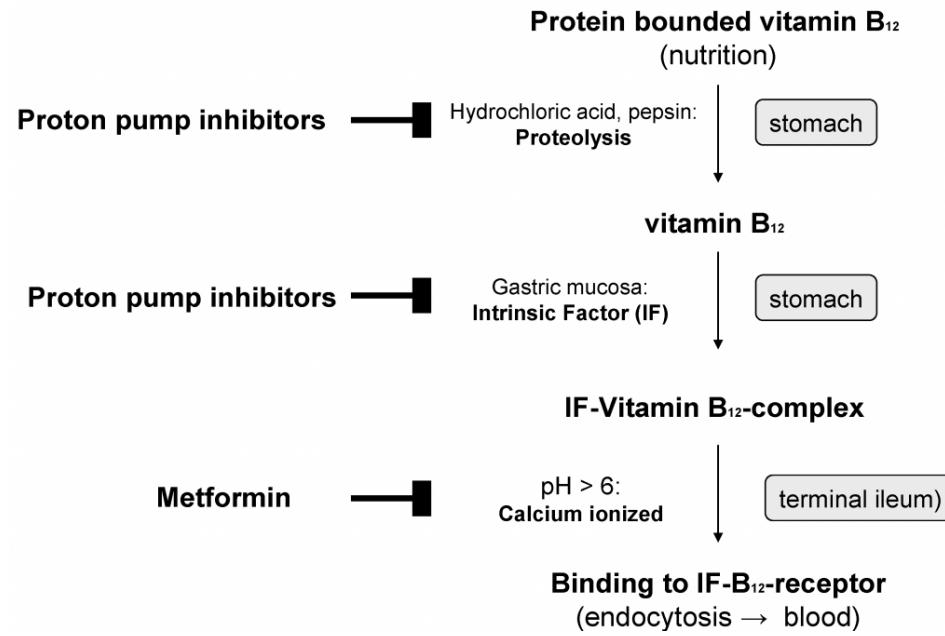 Protein bounded vitamin B₁₂
(nutrition)
Proton pump inhibitors
Hydrochloric acid, pepsin:
Proteolysis
stomach
vitamin B₁₂
Proton pump inhibitors
Gastric mucosa:
Intrinsic Factor (IF)
stomach
IF-Vitamin B₁₂-complex
Metformin
pH > 6:
Calcium ionized
terminal ileum)
Binding to IF-B₁₂-receptor
(endocytosis → blood)